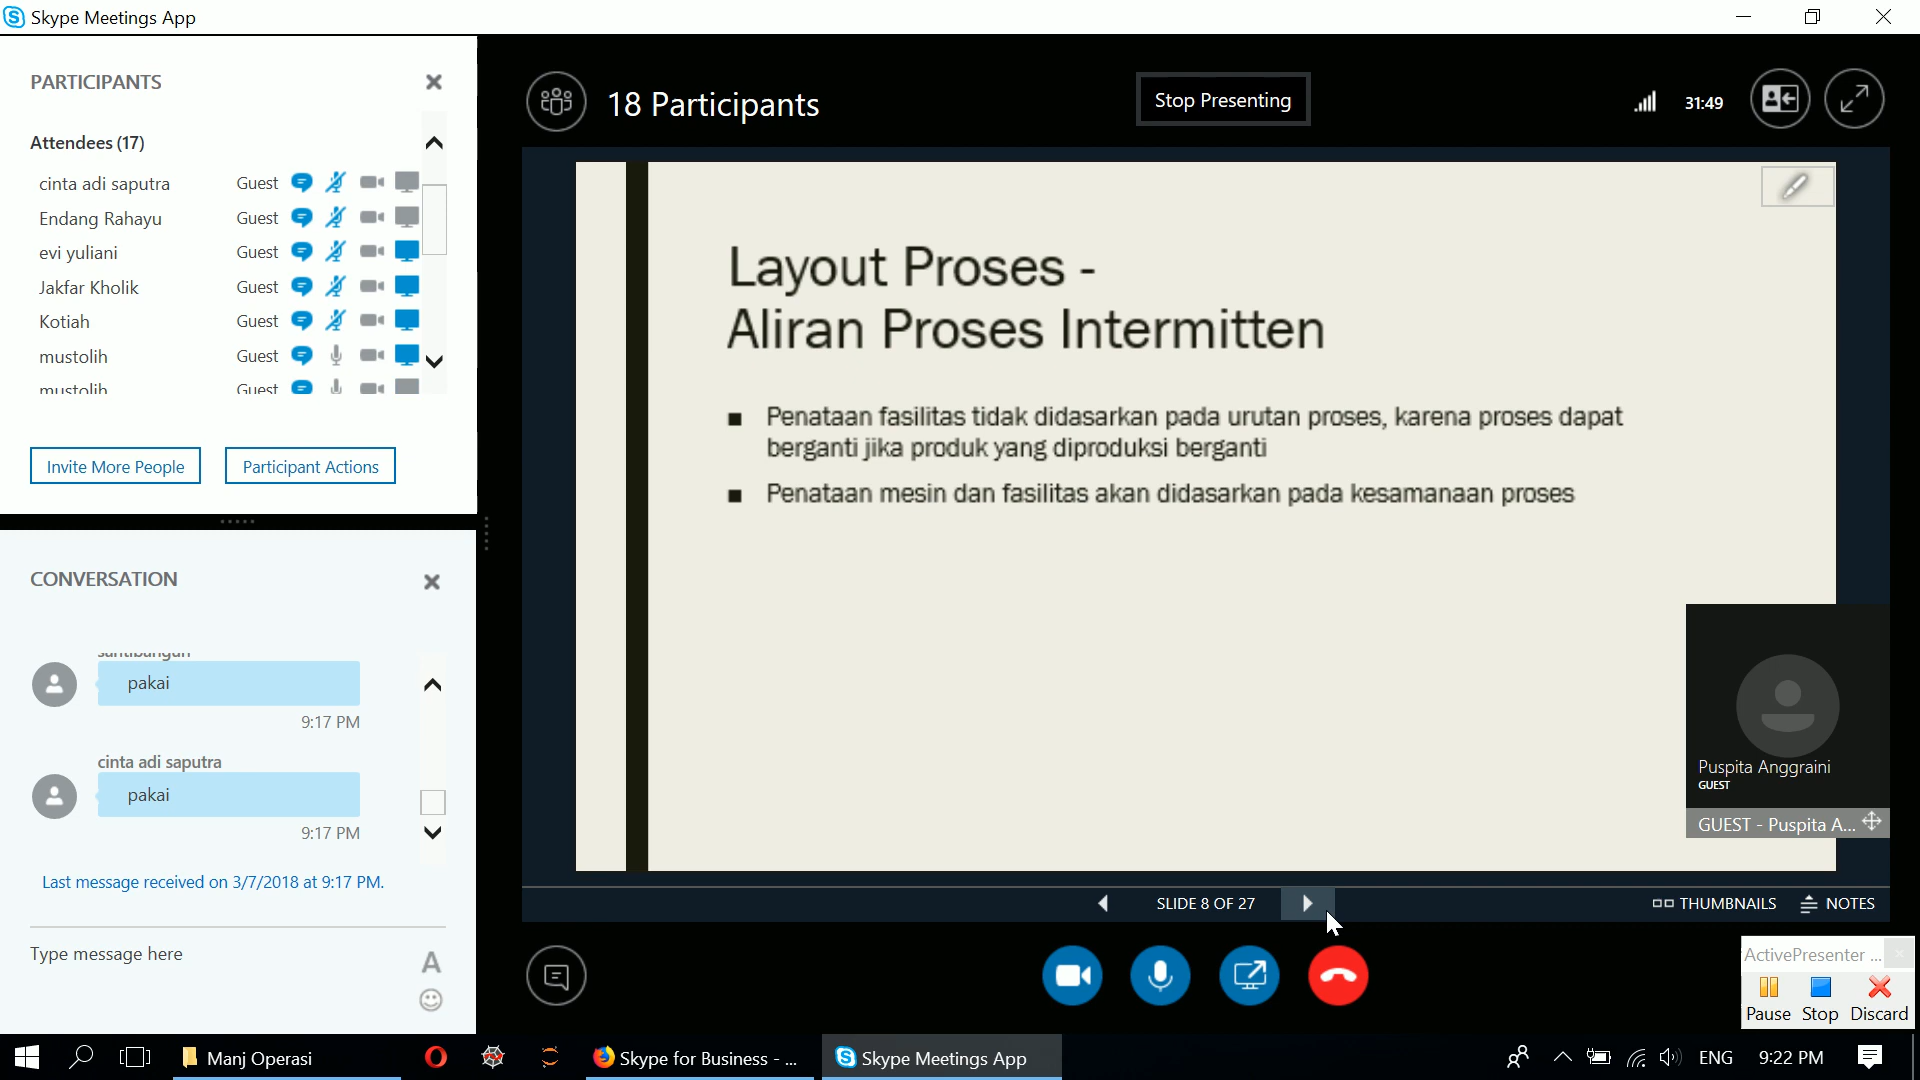 Skype Meetings App
PARTICIPANTS
Attendees (17)
cinta adi saputra Guest
Endang Rahayu Guest
evi yuliani Guest
Jakfar Kholik Guest
Kotiah Guest
mustolih Guest
mustolih Guest
Invite More People Participant Actions
CONVERSATION
santibangun
pakai
9:17 PM
cinta adi saputra
pakai
9:17 PM
Last message received on 3/7/2018 at 9:17 PM.
Type message here
A
18 Participants
Stop Presenting
31:49
Layout Proses -
Aliran Proses Intermitten
Penataan fasilitas tidak didasarkan pada urutan proses, karena proses dapat
berganti jika produk yang diproduksi berganti
Penataan mesin dan fasilitas akan didasarkan pada kesamanaan proses
Puspita Anggraini
GUEST
GUEST - Puspita A...
SLIDE 8 OF 27
THUMBNAILS NOTES
ActivePresenter ...
Pause Stop Discard
Manj Operasi
Skype for Business - ...
Skype Meetings App
ENG 9:22 PM